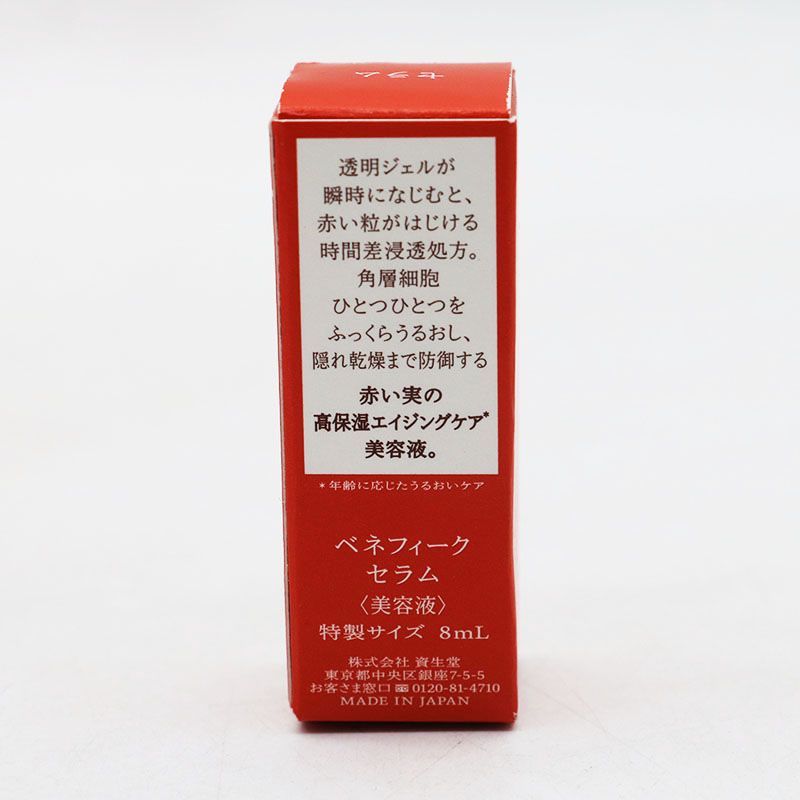 セラム
透明ジェルが
瞬時になじむと、
赤い粒がはじける
時間差浸透処方。
角層細胞
ひとつひとつを
ふっくらうるおし、
隠れ乾燥まで防御する
赤い実の
高保湿エイジングケア*
美容液。
*年齢に応じたうるおいケア
ベネフィーク
セラム
〈美容液〉
特製サイズ 8mL
株式会社 資生堂
東京都中央区銀座7-5-5
お客さま窓口 0120-81-4710
MADE IN JAPAN